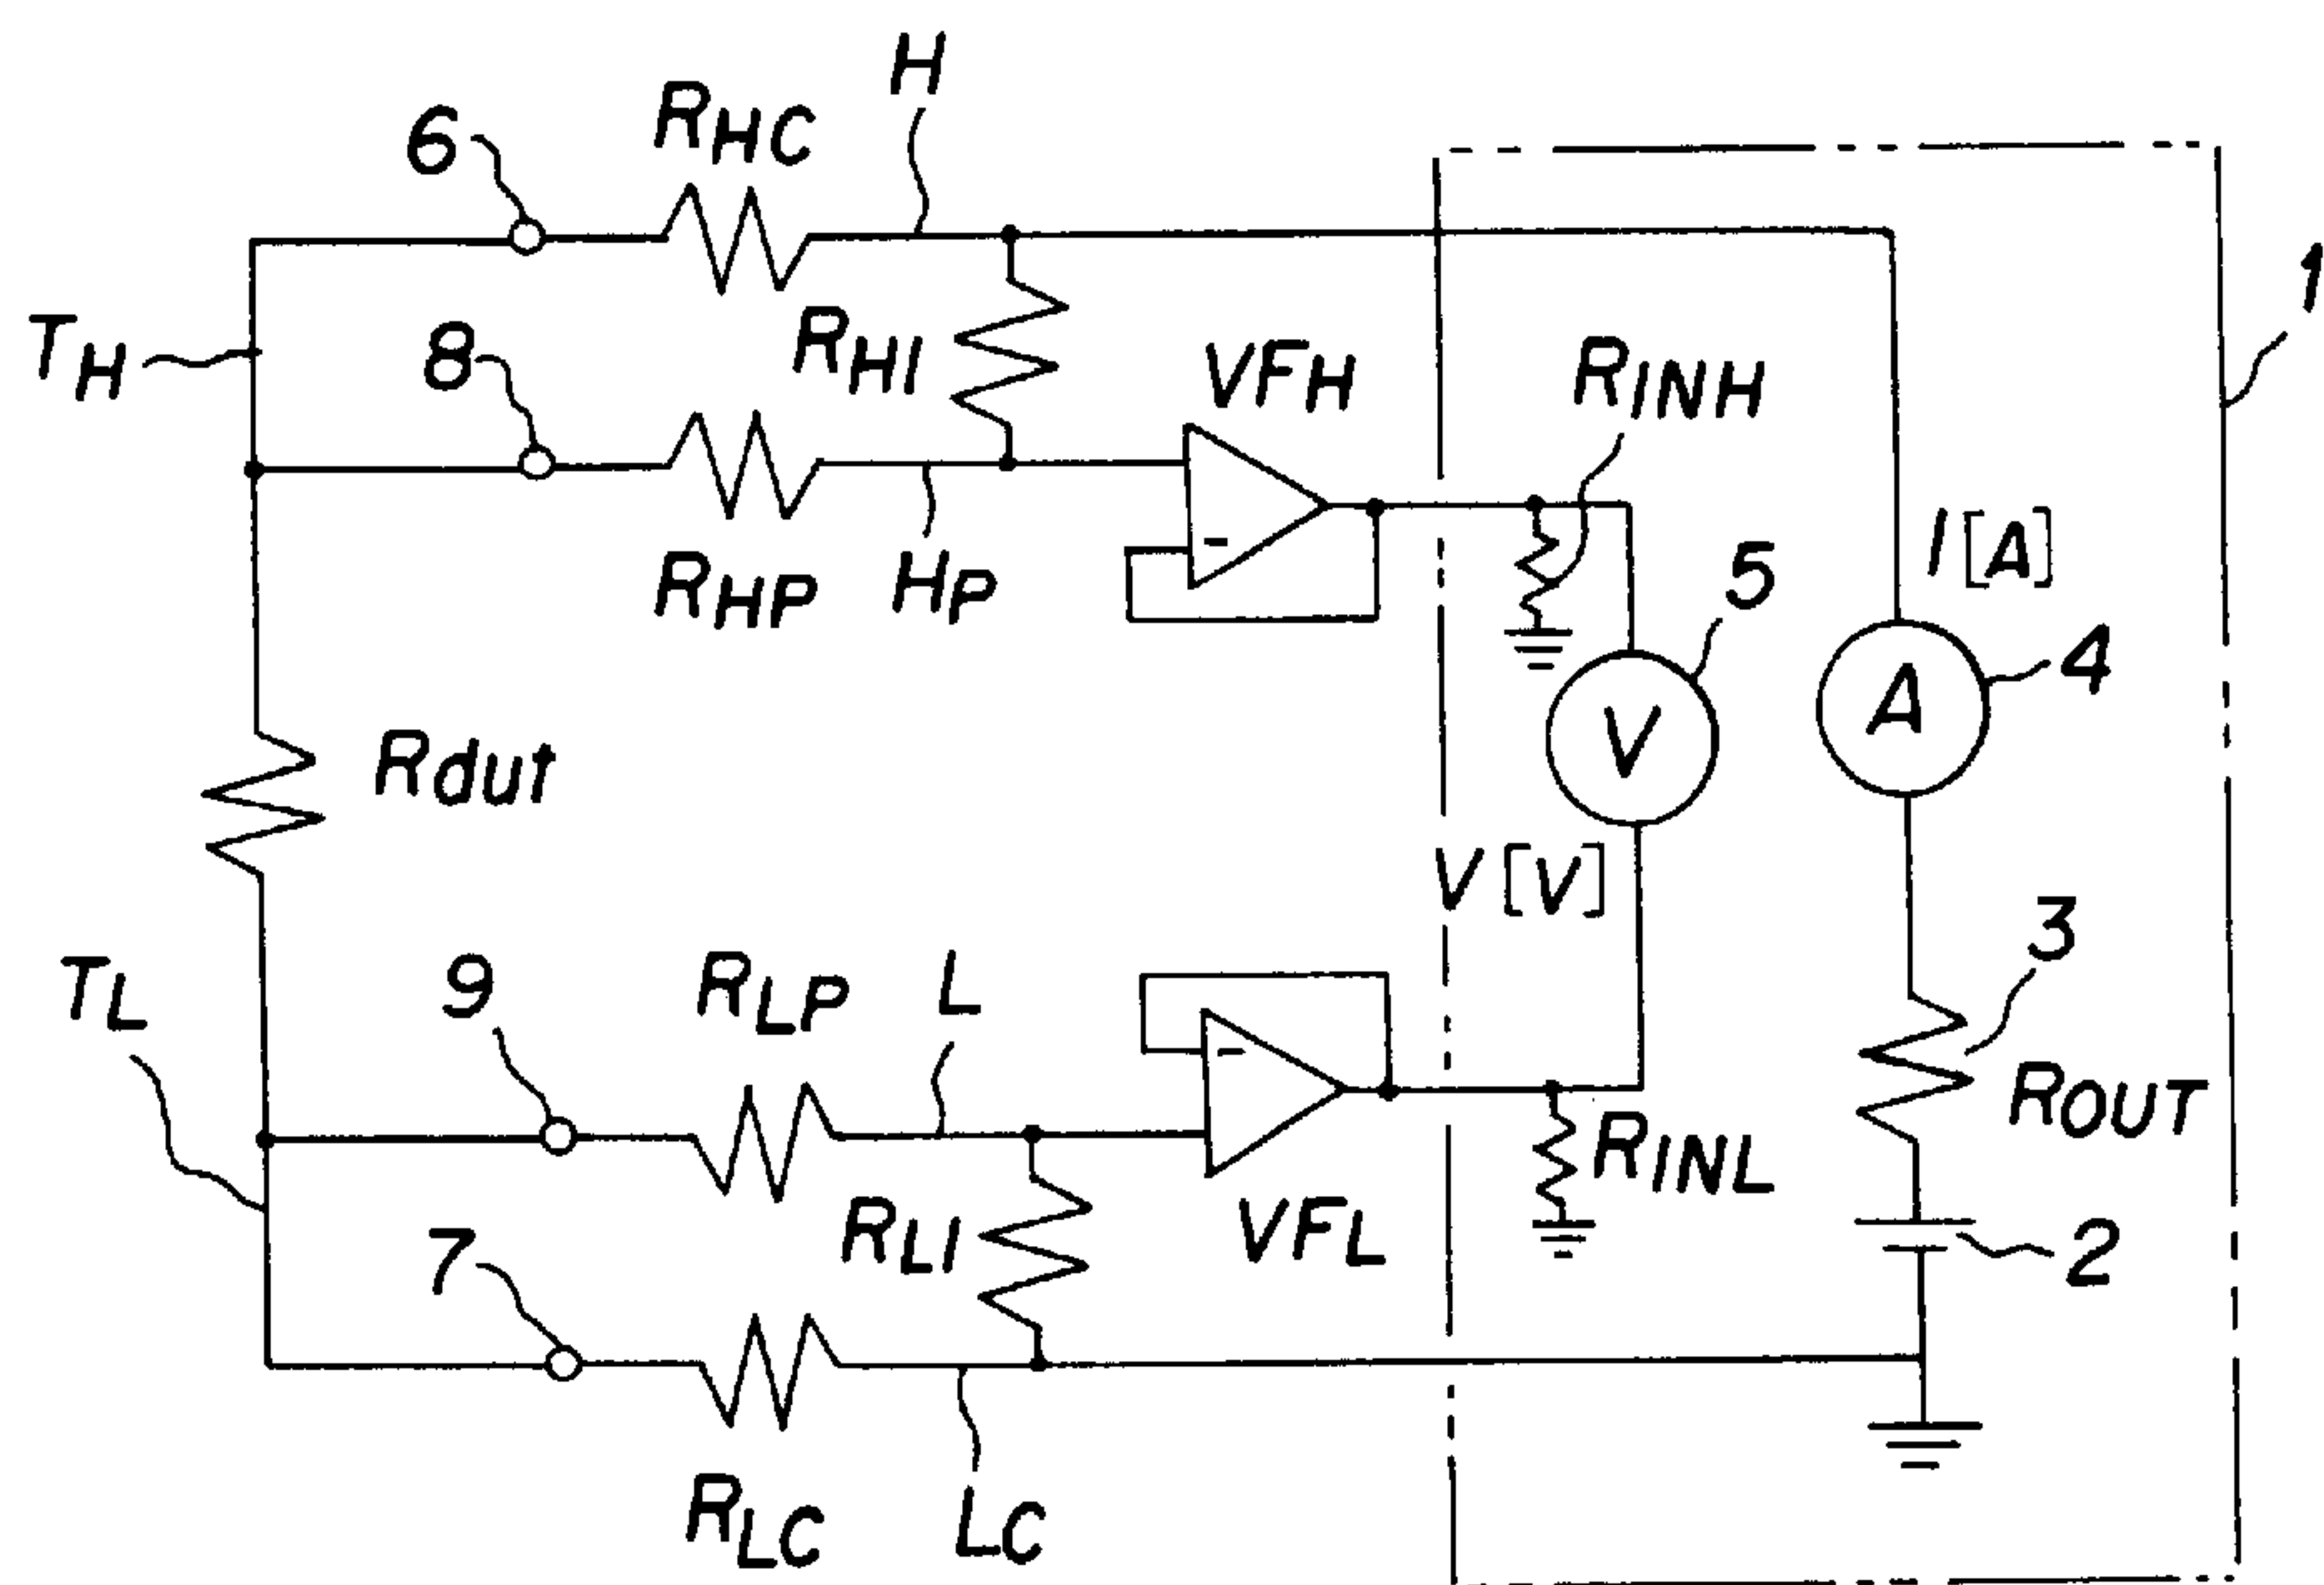 H
6
RHC
1
TH
8
RHI
VFH
RINH
RHP
HP
I[A]
5
4
A
V
Rdut
V[V]
3
TL
9
RLP
L
ROUT
RINL
7
RLI
VFL
2
RLC
LC
-
-